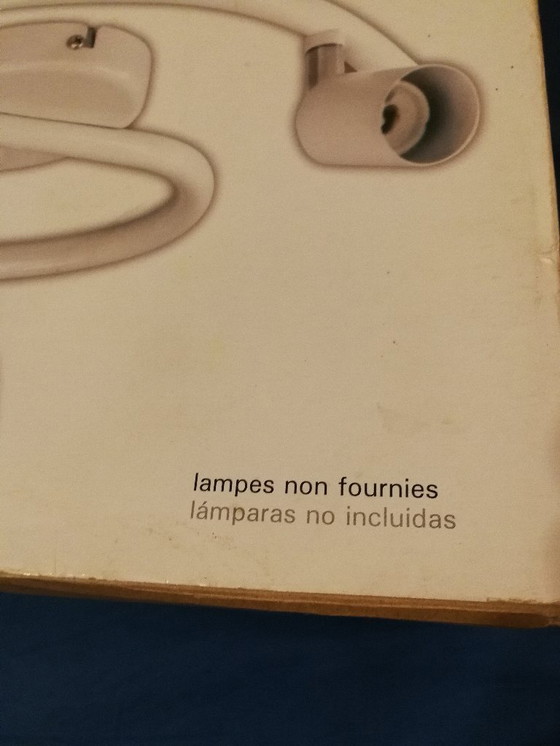 lampes non fournies
lámparas no incluidas